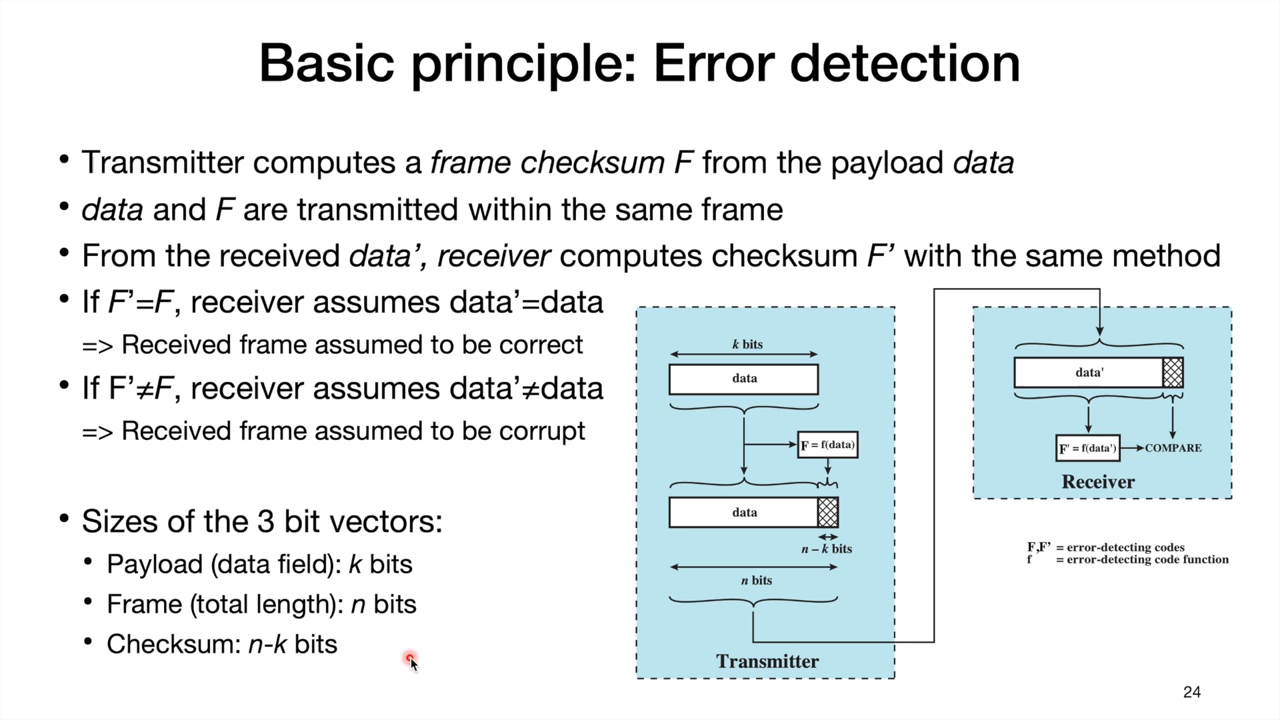 Basic principle: Error detection
• Transmitter computes a frame checksum F from the payload data
• data and F are transmitted within the same frame
• From the received data’, receiver computes checksum F’ with the same method
• If F’=F, receiver assumes data’=data
=> Received frame assumed to be correct
• If F’≠F, receiver assumes data’≠data
=> Received frame assumed to be corrupt
• Sizes of the 3 bit vectors:
• Payload (data field): k bits
• Frame (total length): n bits
• Checksum: n-k bits
k bits
data
F = f(data)
data
n – k bits
n bits
Transmitter
data'
F' = f(data')
COMPARE
Receiver
F,F’ = error-detecting codes
f = error-detecting code function
24